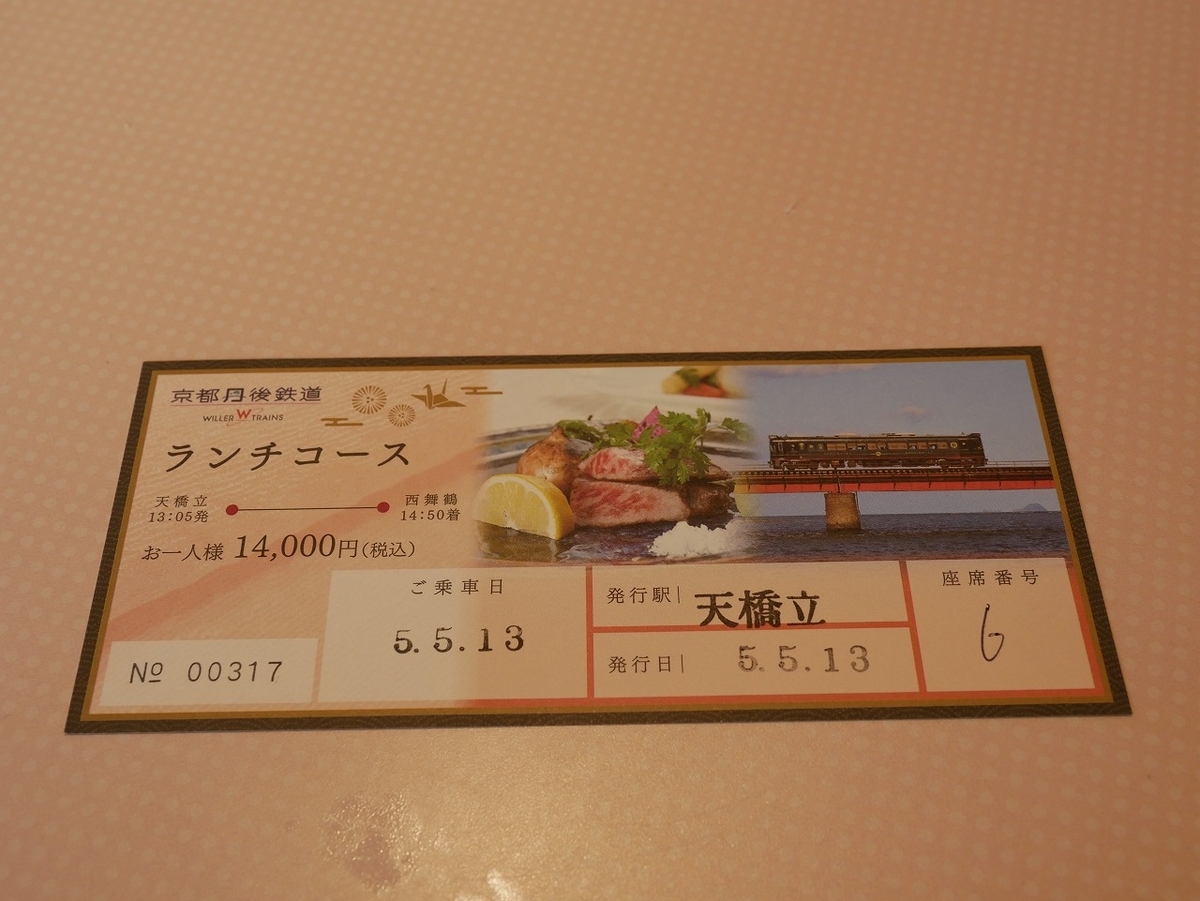 京都丹後鉄道
WILLER TRAINS
ランチコース
天橋立 西舞鶴
13:05発 14:50着
お一人様 14,000円(税込)
ご乗車日
5.5.13
発行駅 天橋立
発行日 5.5.13
座席番号
6
№ 00317